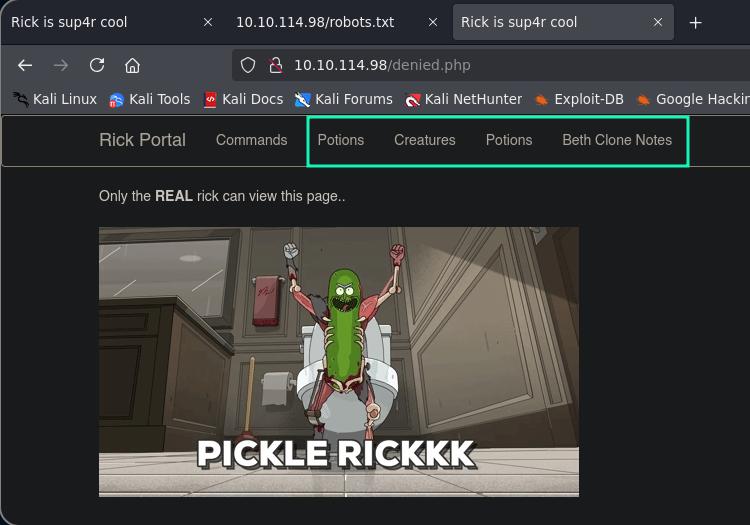 Rick is sup4r cool 10.10.114.98/robots.txt Rick is sup4r cool
10.10.114.98/denied.php
Kali Linux Kali Tools Kali Docs Kali Forums Kali NetHunter Exploit-DB Google Hackin
Rick Portal Commands Potions Creatures Potions Beth Clone Notes
Only the REAL rick can view this page..
PICKLE RICKKK